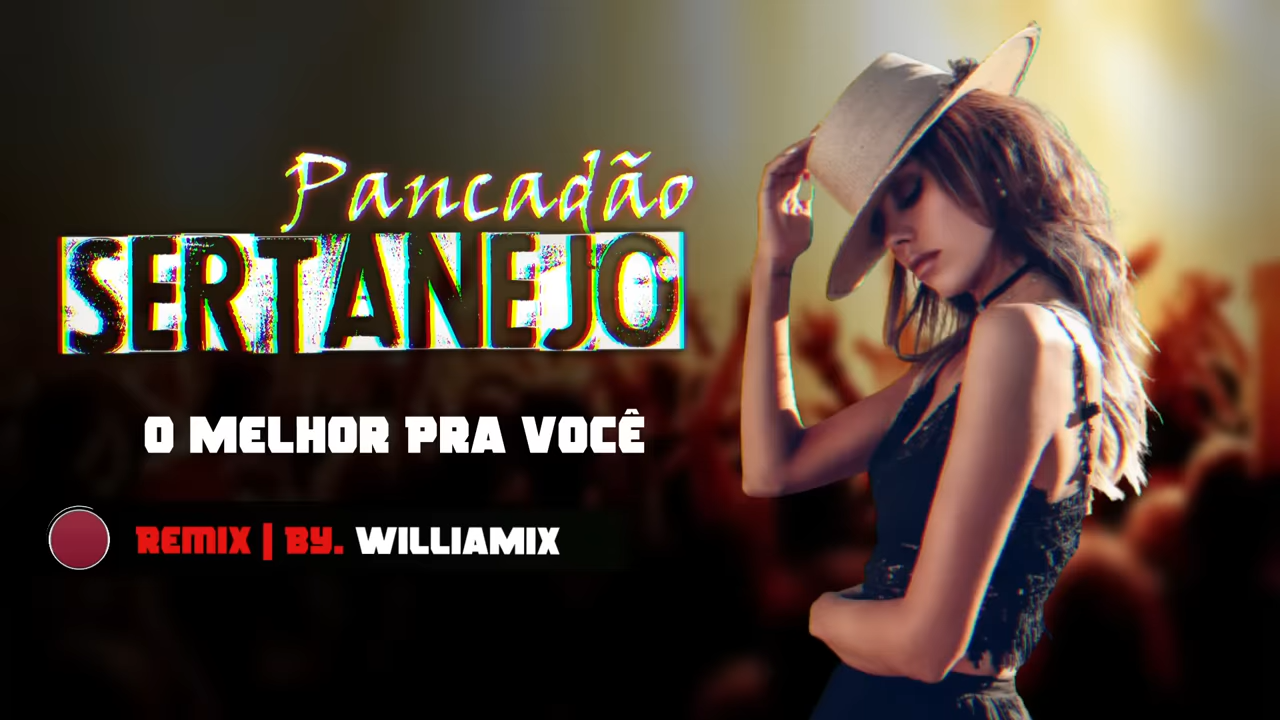 Pancadão
SERTANEJO
O MELHOR PRA VOCÊ
REMIX | BY. WILLIAMIX